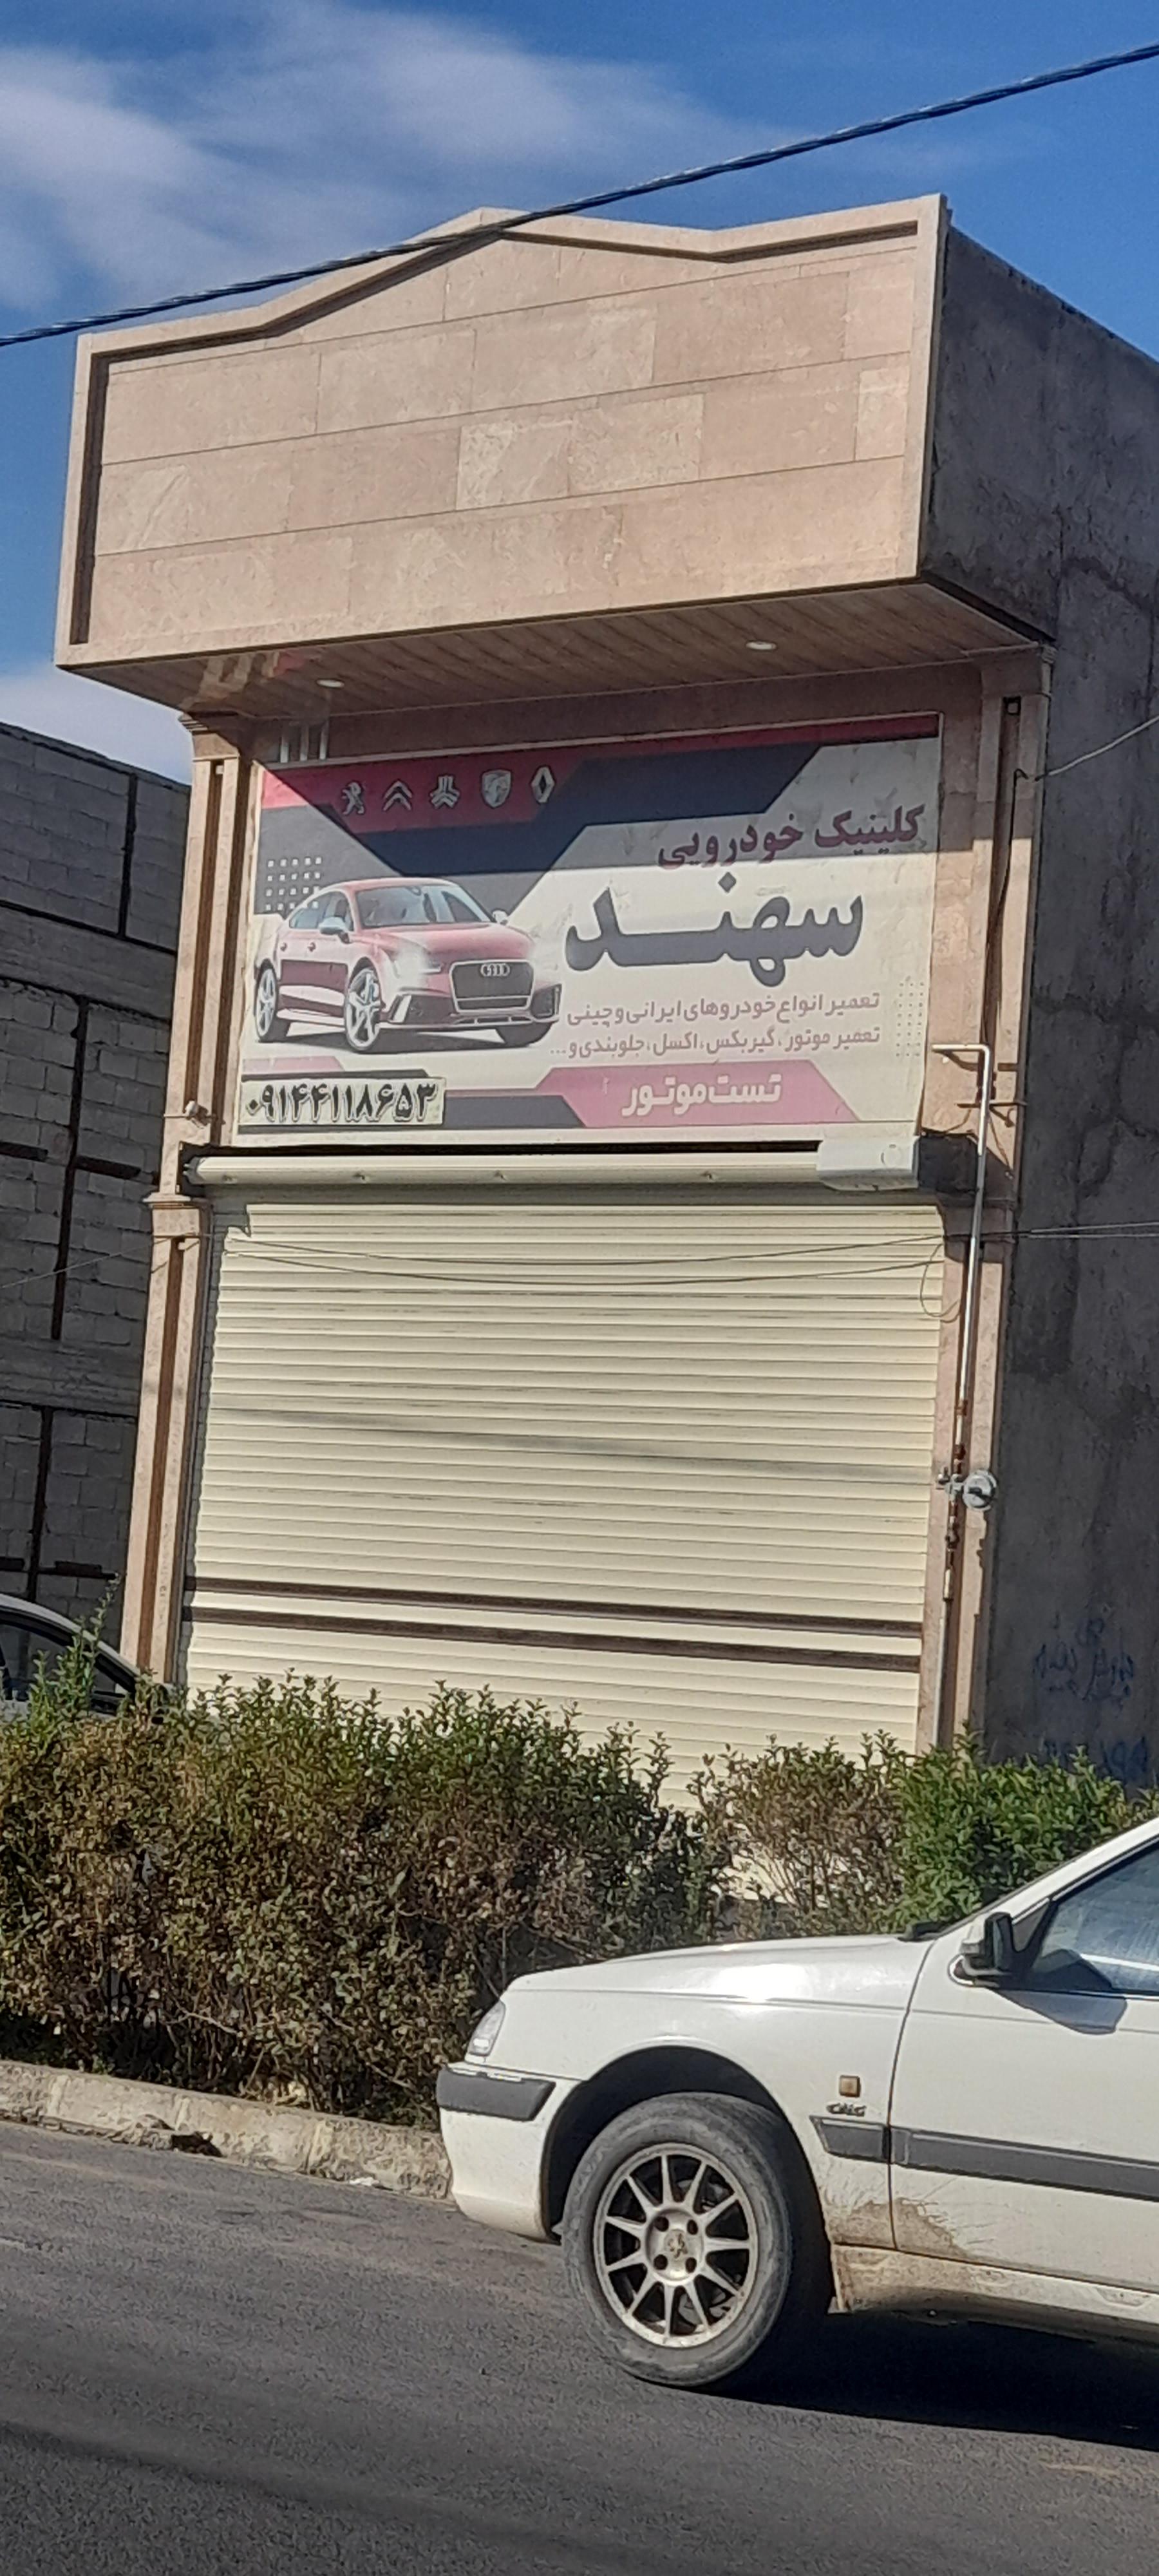 کلینیک خودرویی
سهند
تعمیر انواع خودروهای ایرانی و چینی
تعمیر موتور، گیربکس، اکسل، جلوبندی و...
تست موتور
۰۹۱۴۴۱۱۸۶۵۳